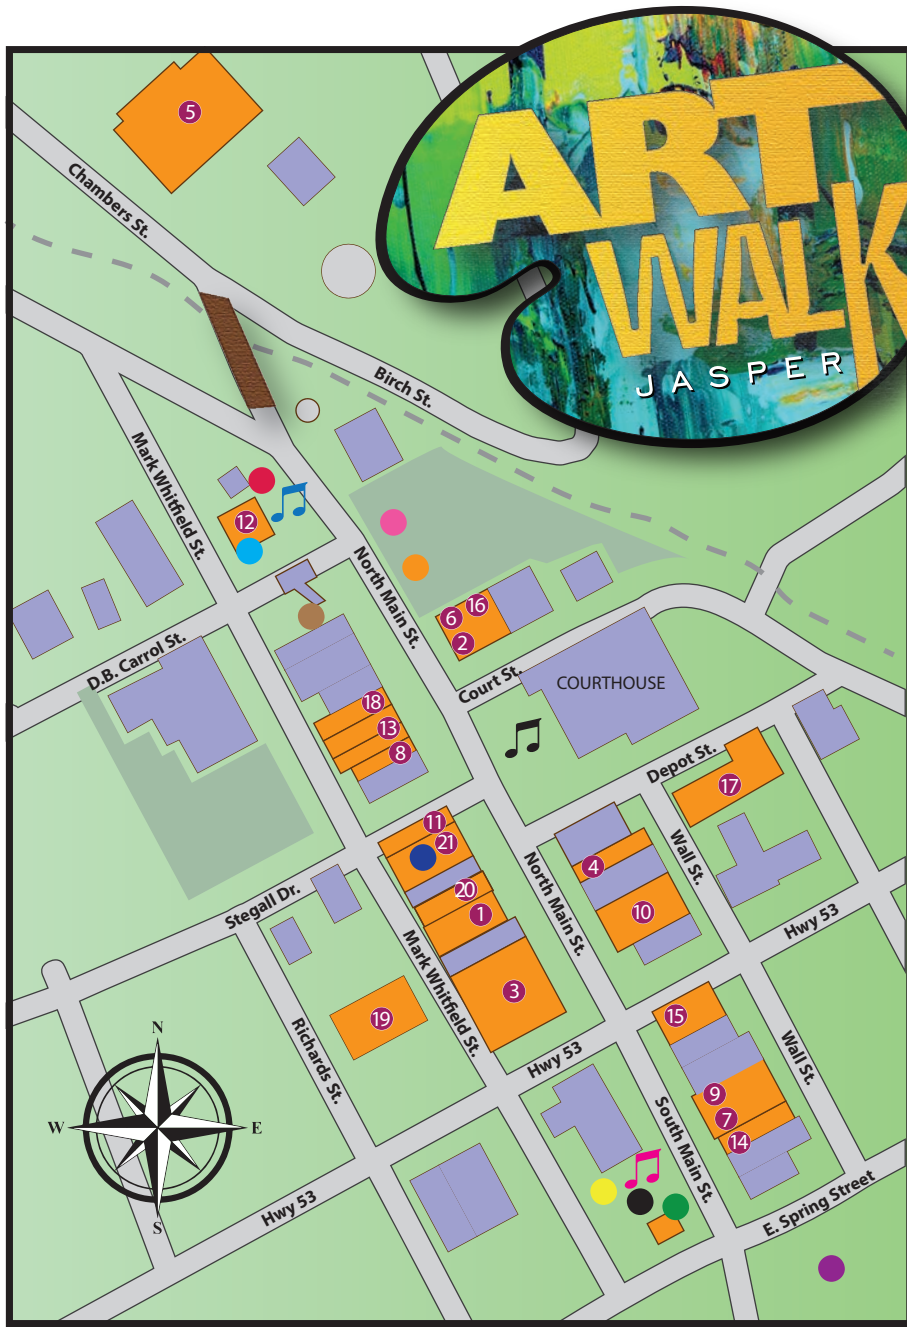 ART
WALK
JASPER
5
Chambers St.
Birch St.
Mark Whitfield St.
12
North Main St.
6
16
2
D.B. Carrol St.
Court St.
COURTHOUSE
18
13
8
Depot St.
17
11
21
Wall St.
4
20
1
10
North Main St.
Stegall Dr.
Hwy 53
Mark Whitfield St.
3
15
19
Richards St.
Hwy 53
Wall St.
N
W
E
S
9
7
14
South Main St.
E. Spring Street
Hwy 53